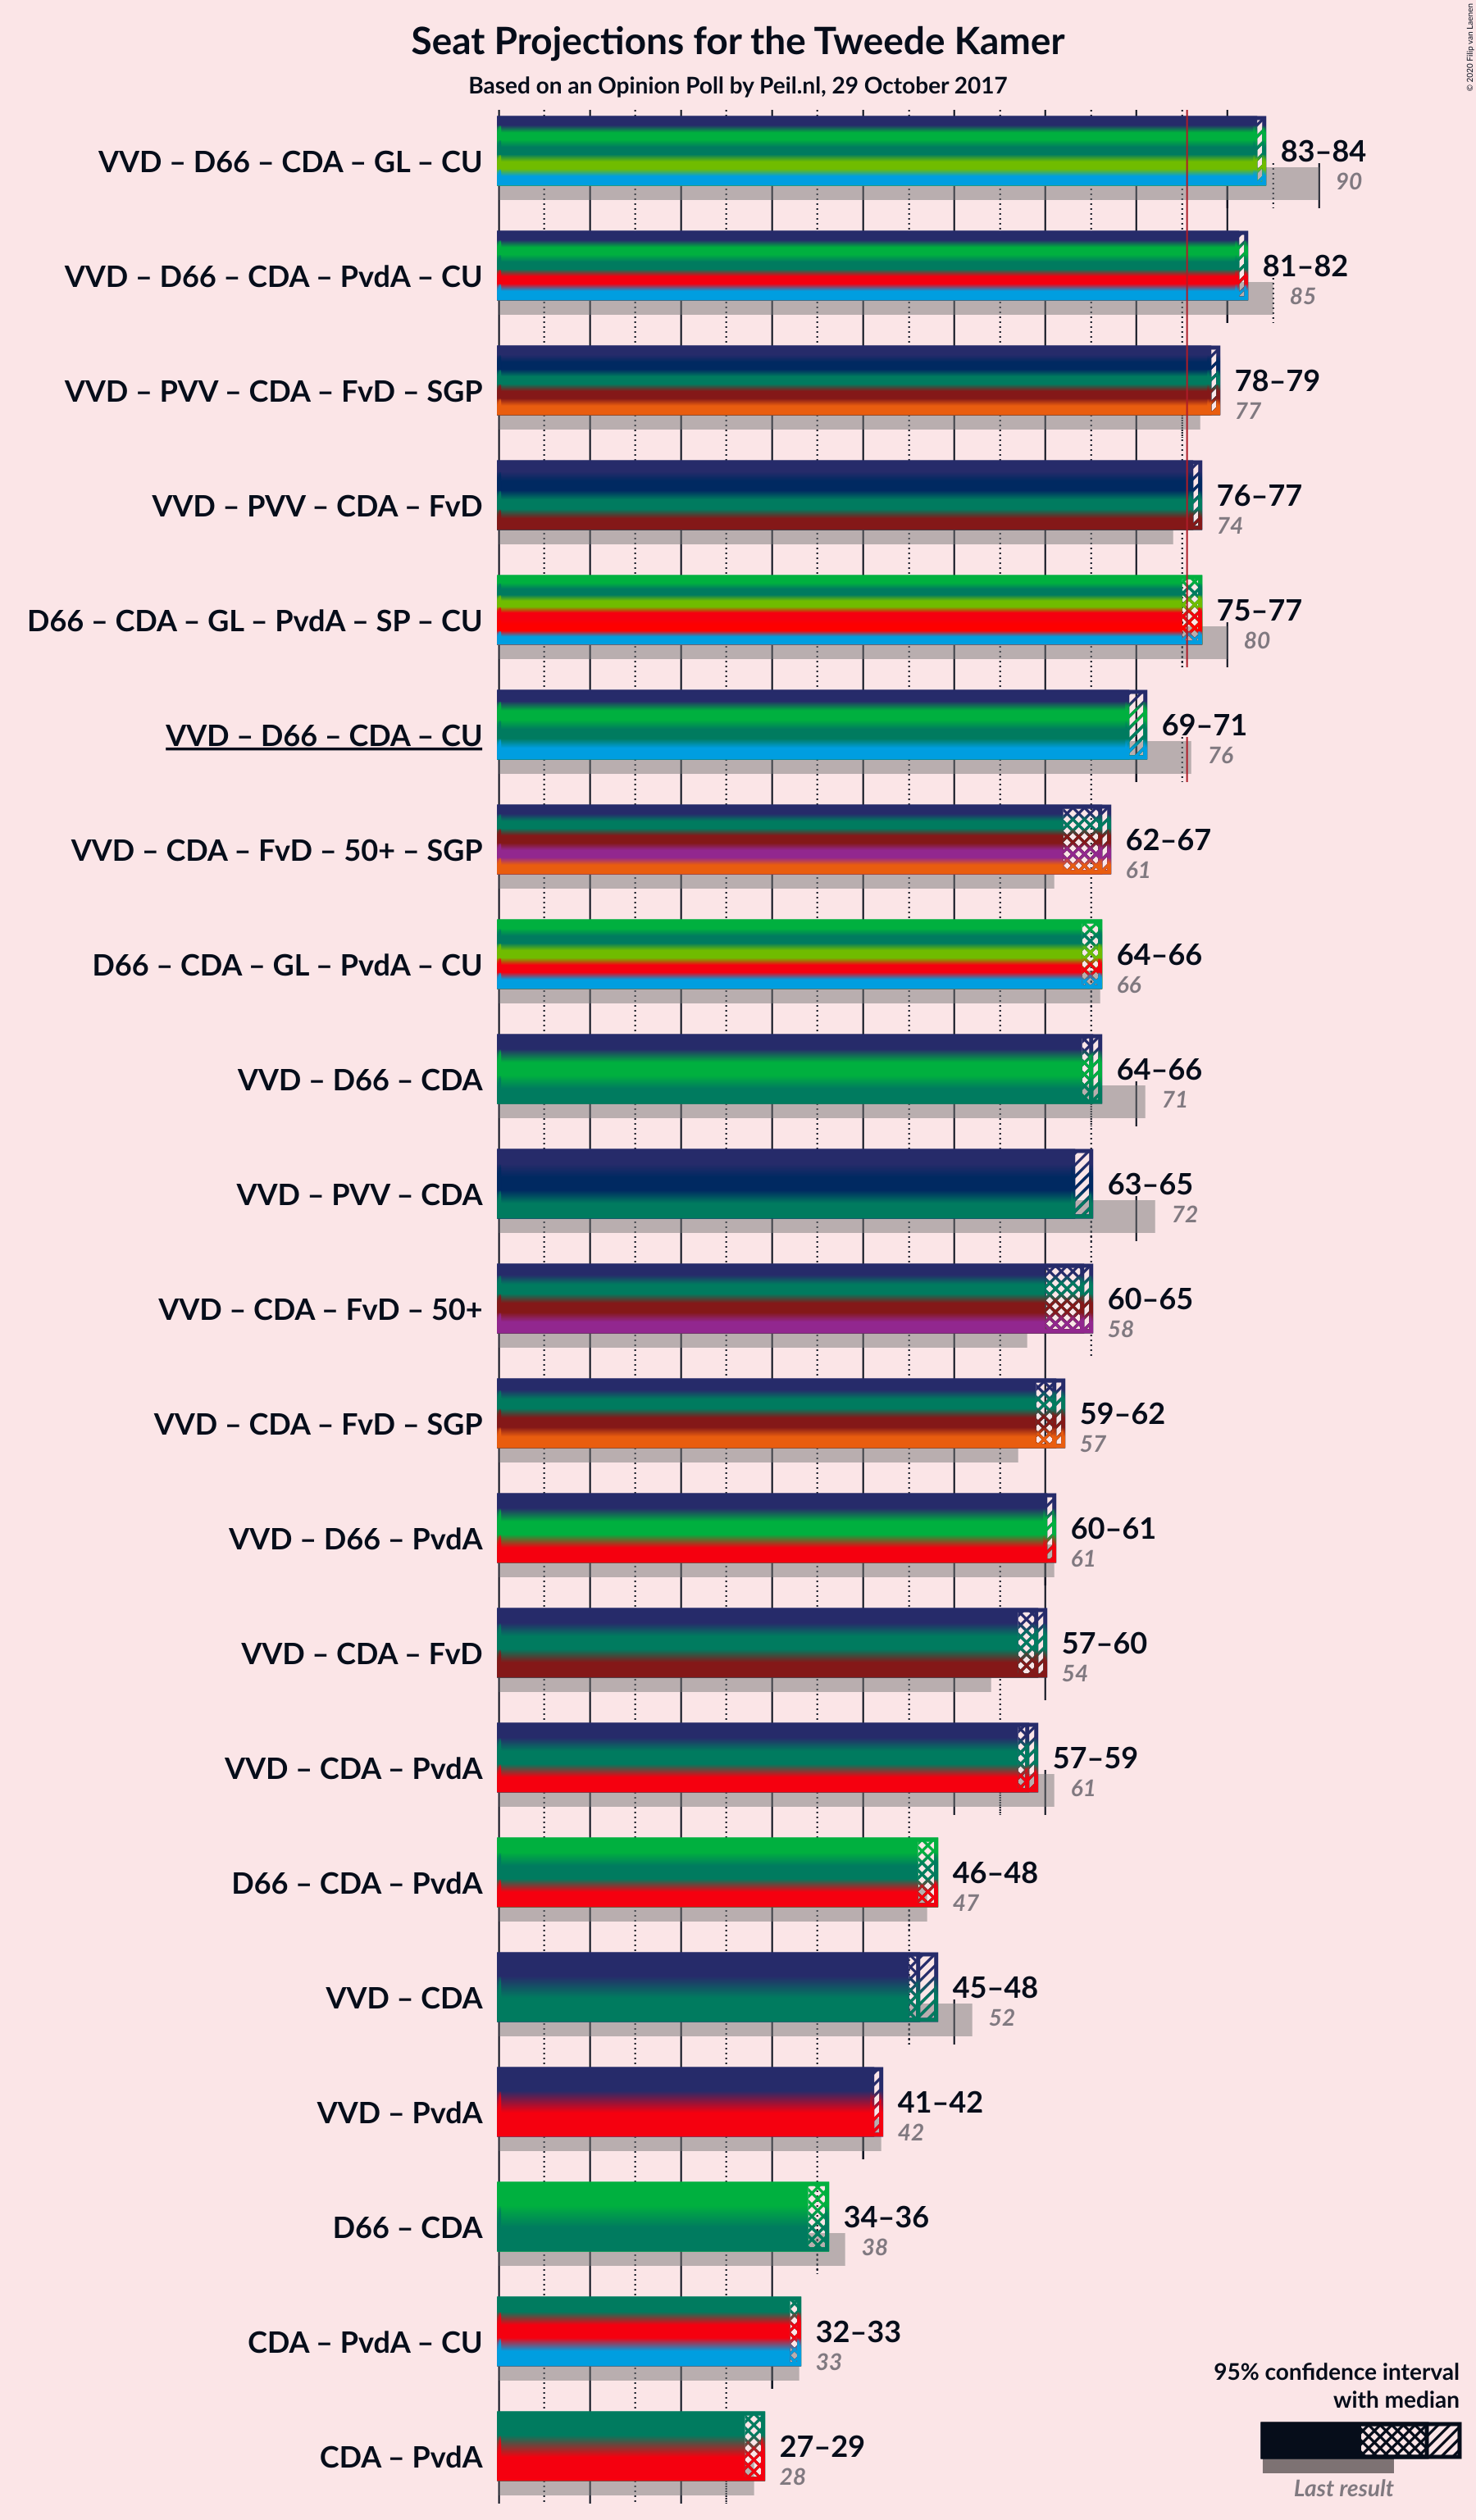 Seat Projections for the Tweede Kamer
Based on an Opinion Poll by Peil.nl, 29 October 2017
© 2020 Filip van Laenen
VVD – D66 – CDA – GL – CU
83–84
90
VVD – D66 – CDA – PvdA – CU
81–82
85
VVD – PVV – CDA – FvD – SGP
78–79
77
VVD – PVV – CDA – FvD
76–77
74
D66 – CDA – GL – PvdA – SP – CU
75–77
80
VVD – D66 – CDA – CU
69–71
76
VVD – CDA – FvD – 50+ – SGP
62–67
61
D66 – CDA – GL – PvdA – CU
64–66
66
VVD – D66 – CDA
64–66
71
VVD – PVV – CDA
63–65
72
VVD – CDA – FvD – 50+
60–65
58
VVD – CDA – FvD – SGP
59–62
57
VVD – D66 – PvdA
60–61
61
VVD – CDA – FvD
57–60
54
VVD – CDA – PvdA
57–59
61
D66 – CDA – PvdA
46–48
47
VVD – CDA
45–48
52
VVD – PvdA
41–42
42
D66 – CDA
34–36
38
CDA – PvdA – CU
32–33
33
CDA – PvdA
27–29
28
95% confidence interval
with median
Last result